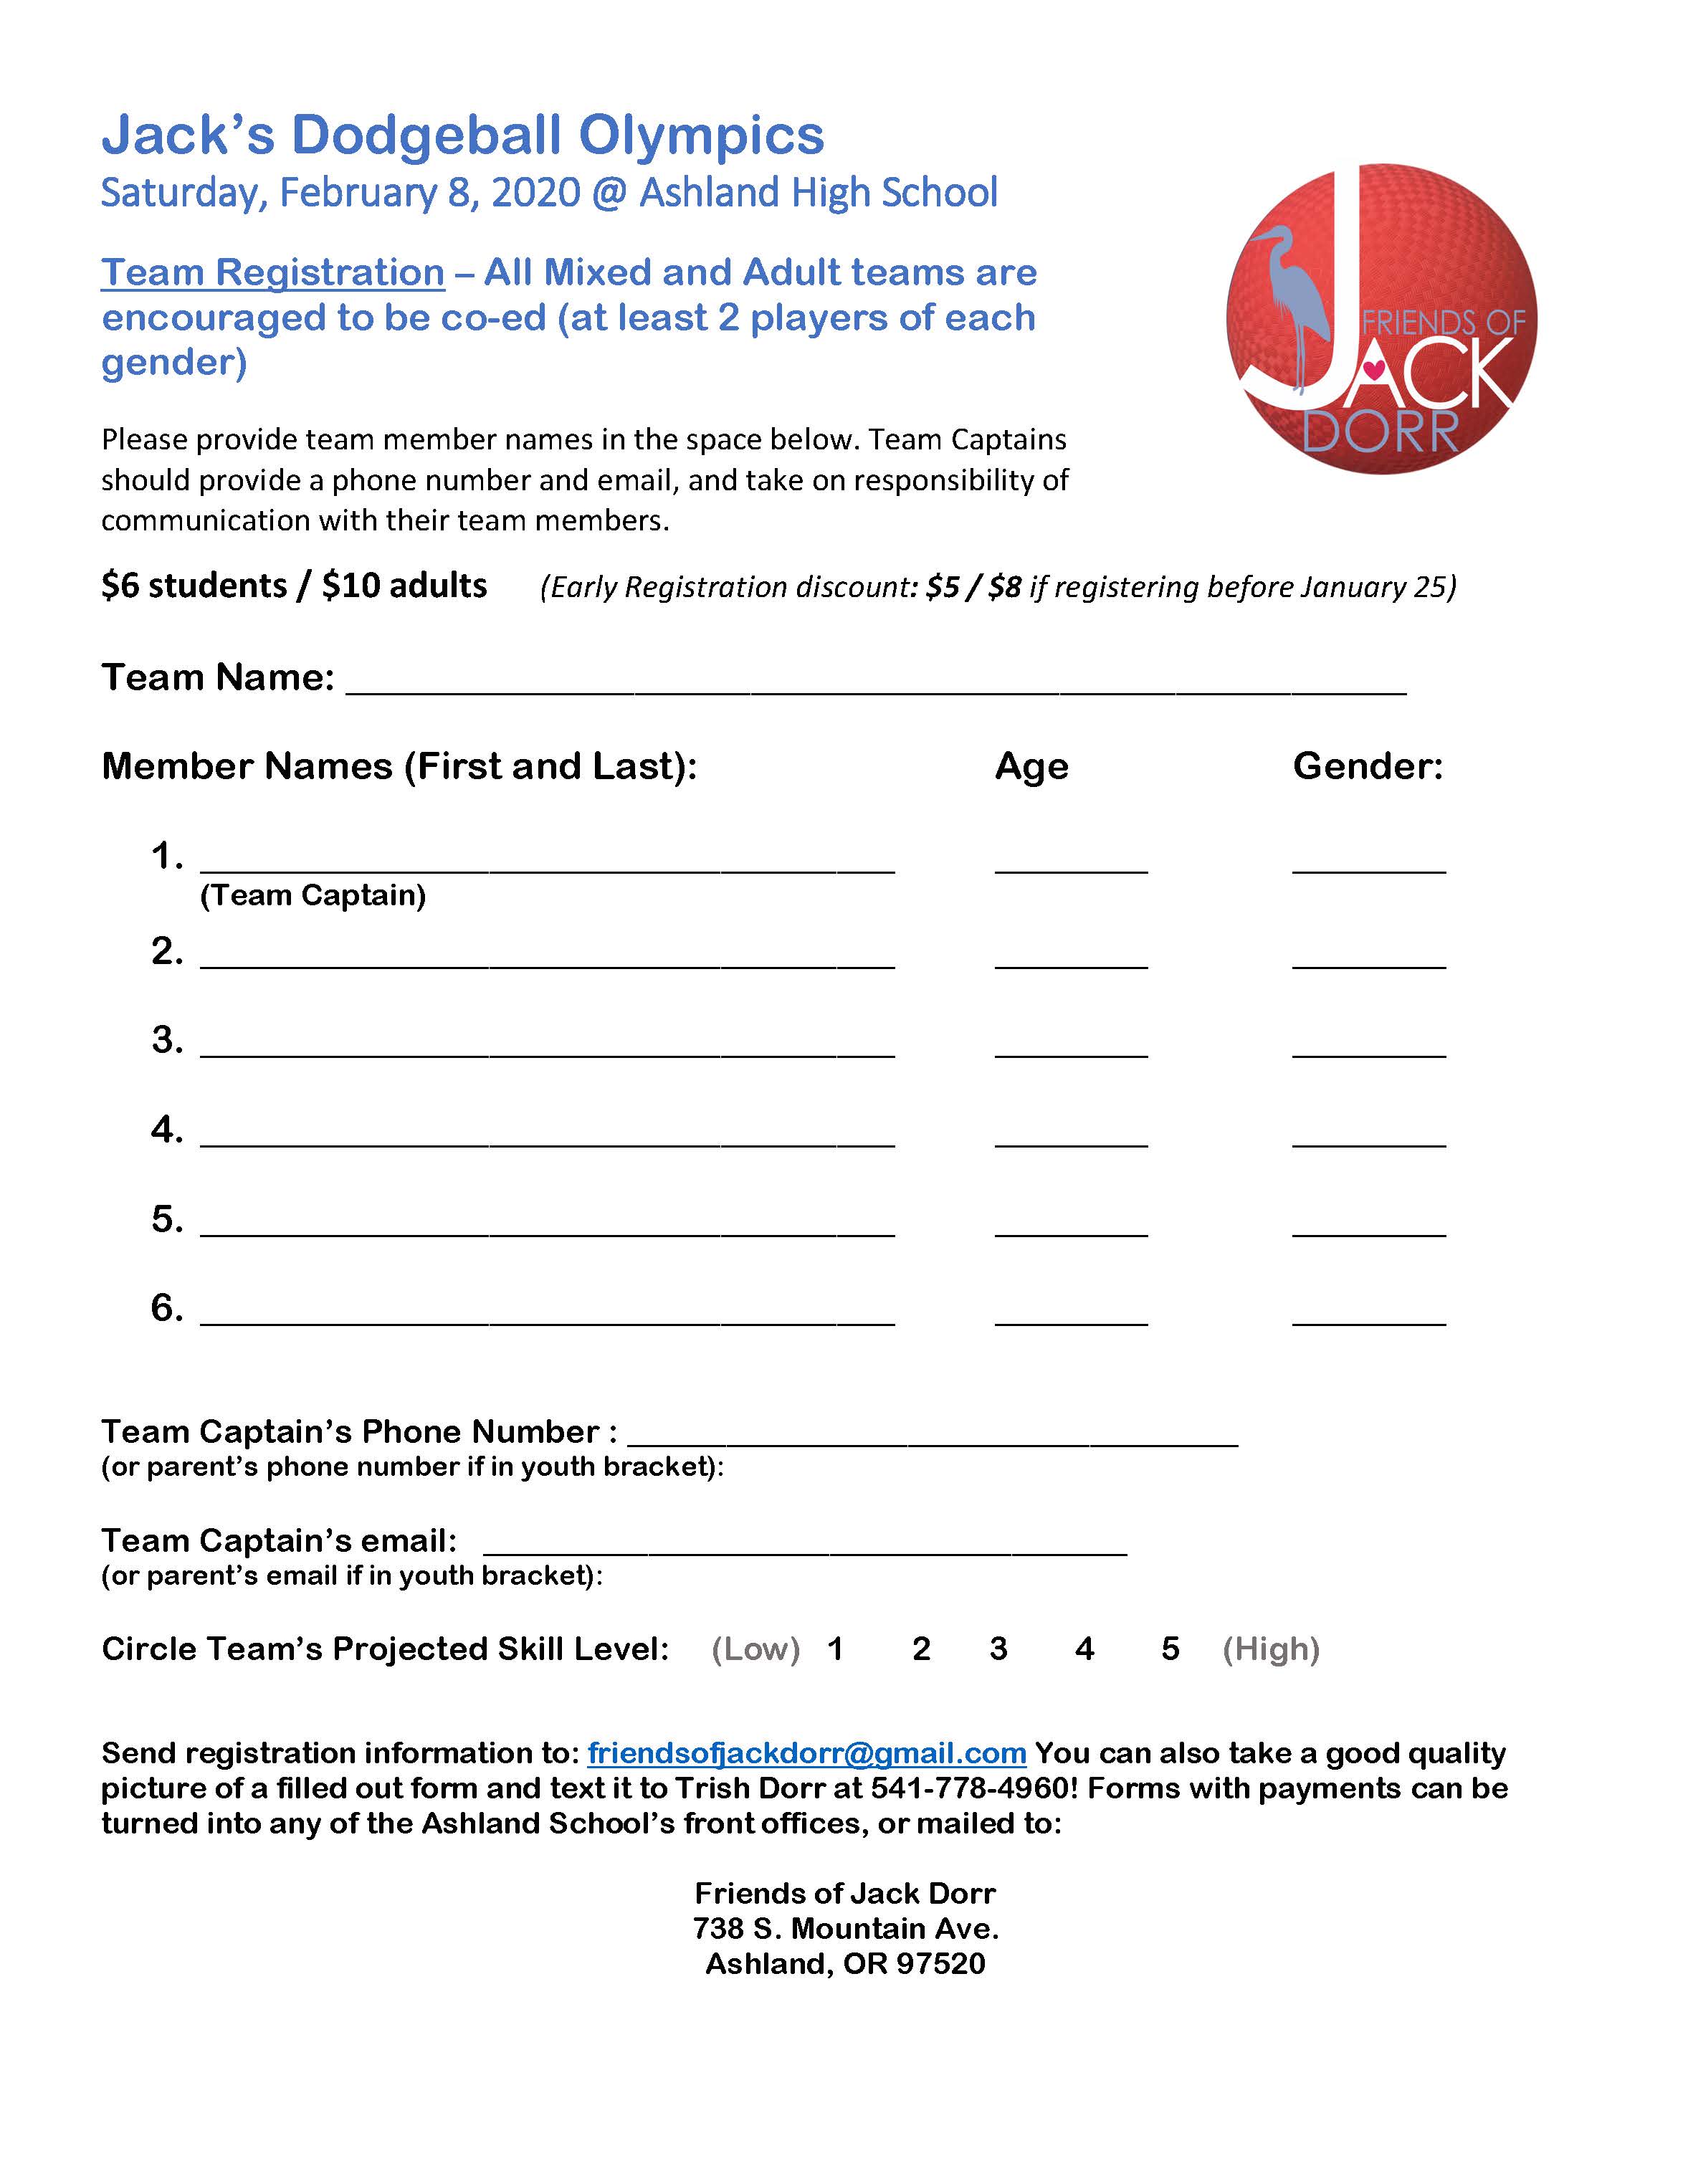 Jack’s Dodgeball Olympics
Saturday, February 8, 2020 @ Ashland High School
Team Registration – All Mixed and Adult teams are
encouraged to be co-ed (at least 2 players of each
gender)
FRIENDS OF
JACK
DORR
Please provide team member names in the space below. Team Captains
should provide a phone number and email, and take on responsibility of
communication with their team members.
$6 students / $10 adults (Early Registration discount: $5 / $8 if registering before January 25)
Team Name: ____________________
Member Names (First and Last): Age Gender:
1. ____________________ ________ ________
(Team Captain)
2. ____________________ ________ ________
3. ____________________ ________ ________
4. ____________________ ________ ________
5. ____________________ ________ ________
6. ____________________ ________ ________
Team Captain’s Phone Number : ____________________
(or parent’s phone number if in youth bracket):
Team Captain’s email: ____________________
(or parent’s email if in youth bracket):
Circle Team’s Projected Skill Level: (Low) 1 2 3 4 5 (High)
Send registration information to: friendsofjackdorr@gmail.com You can also take a good quality
picture of a filled out form and text it to Trish Dorr at 541-778-4960! Forms with payments can be
turned into any of the Ashland School’s front offices, or mailed to:
Friends of Jack Dorr
738 S. Mountain Ave.
Ashland, OR 97520